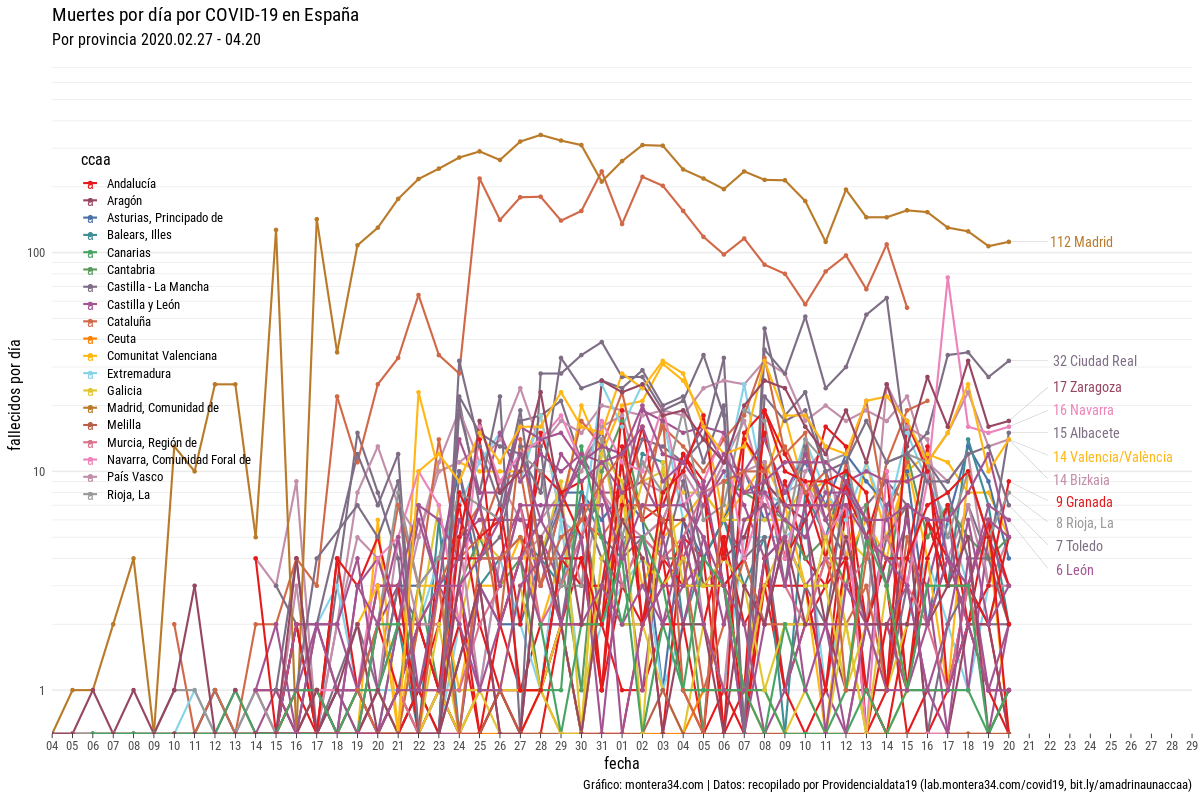 Muertes por día por COVID-19 en España
Por provincia 2020.02.27 - 04.20
fallecidos por día
100
10
1
ccaa
Andalucía
Aragón
Asturias, Principado de
Balears, Illes
Canarias
Cantabria
Castilla - La Mancha
Castilla y León
Cataluña
Ceuta
Comunitat Valenciana
Extremadura
Galicia
Madrid, Comunidad de
Melilla
Murcia, Región de
Navarra, Comunidad Foral de
País Vasco
Rioja, La
112 Madrid
32 Ciudad Real
17 Zaragoza
16 Navarra
15 Albacete
14 Valencia/València
14 Bizkaia
9 Granada
8 Rioja, La
7 Toledo
6 León
04 05 06 07 08 09 10 11 12 13 14 15 16 17 18 19 20 21 22 23 24 25 26 27 28 29 30 31 01 02 03 04 05 06 07 08 09 10 11 12 13 14 15 16 17 18 19 20 21 22 23 24 25 26 27 28 29
fecha
Gráfico: montera34.com | Datos: recopilado por Providencialdata19 (lab.montera34.com/covid19, bit.ly/amadrinaunaccaa)